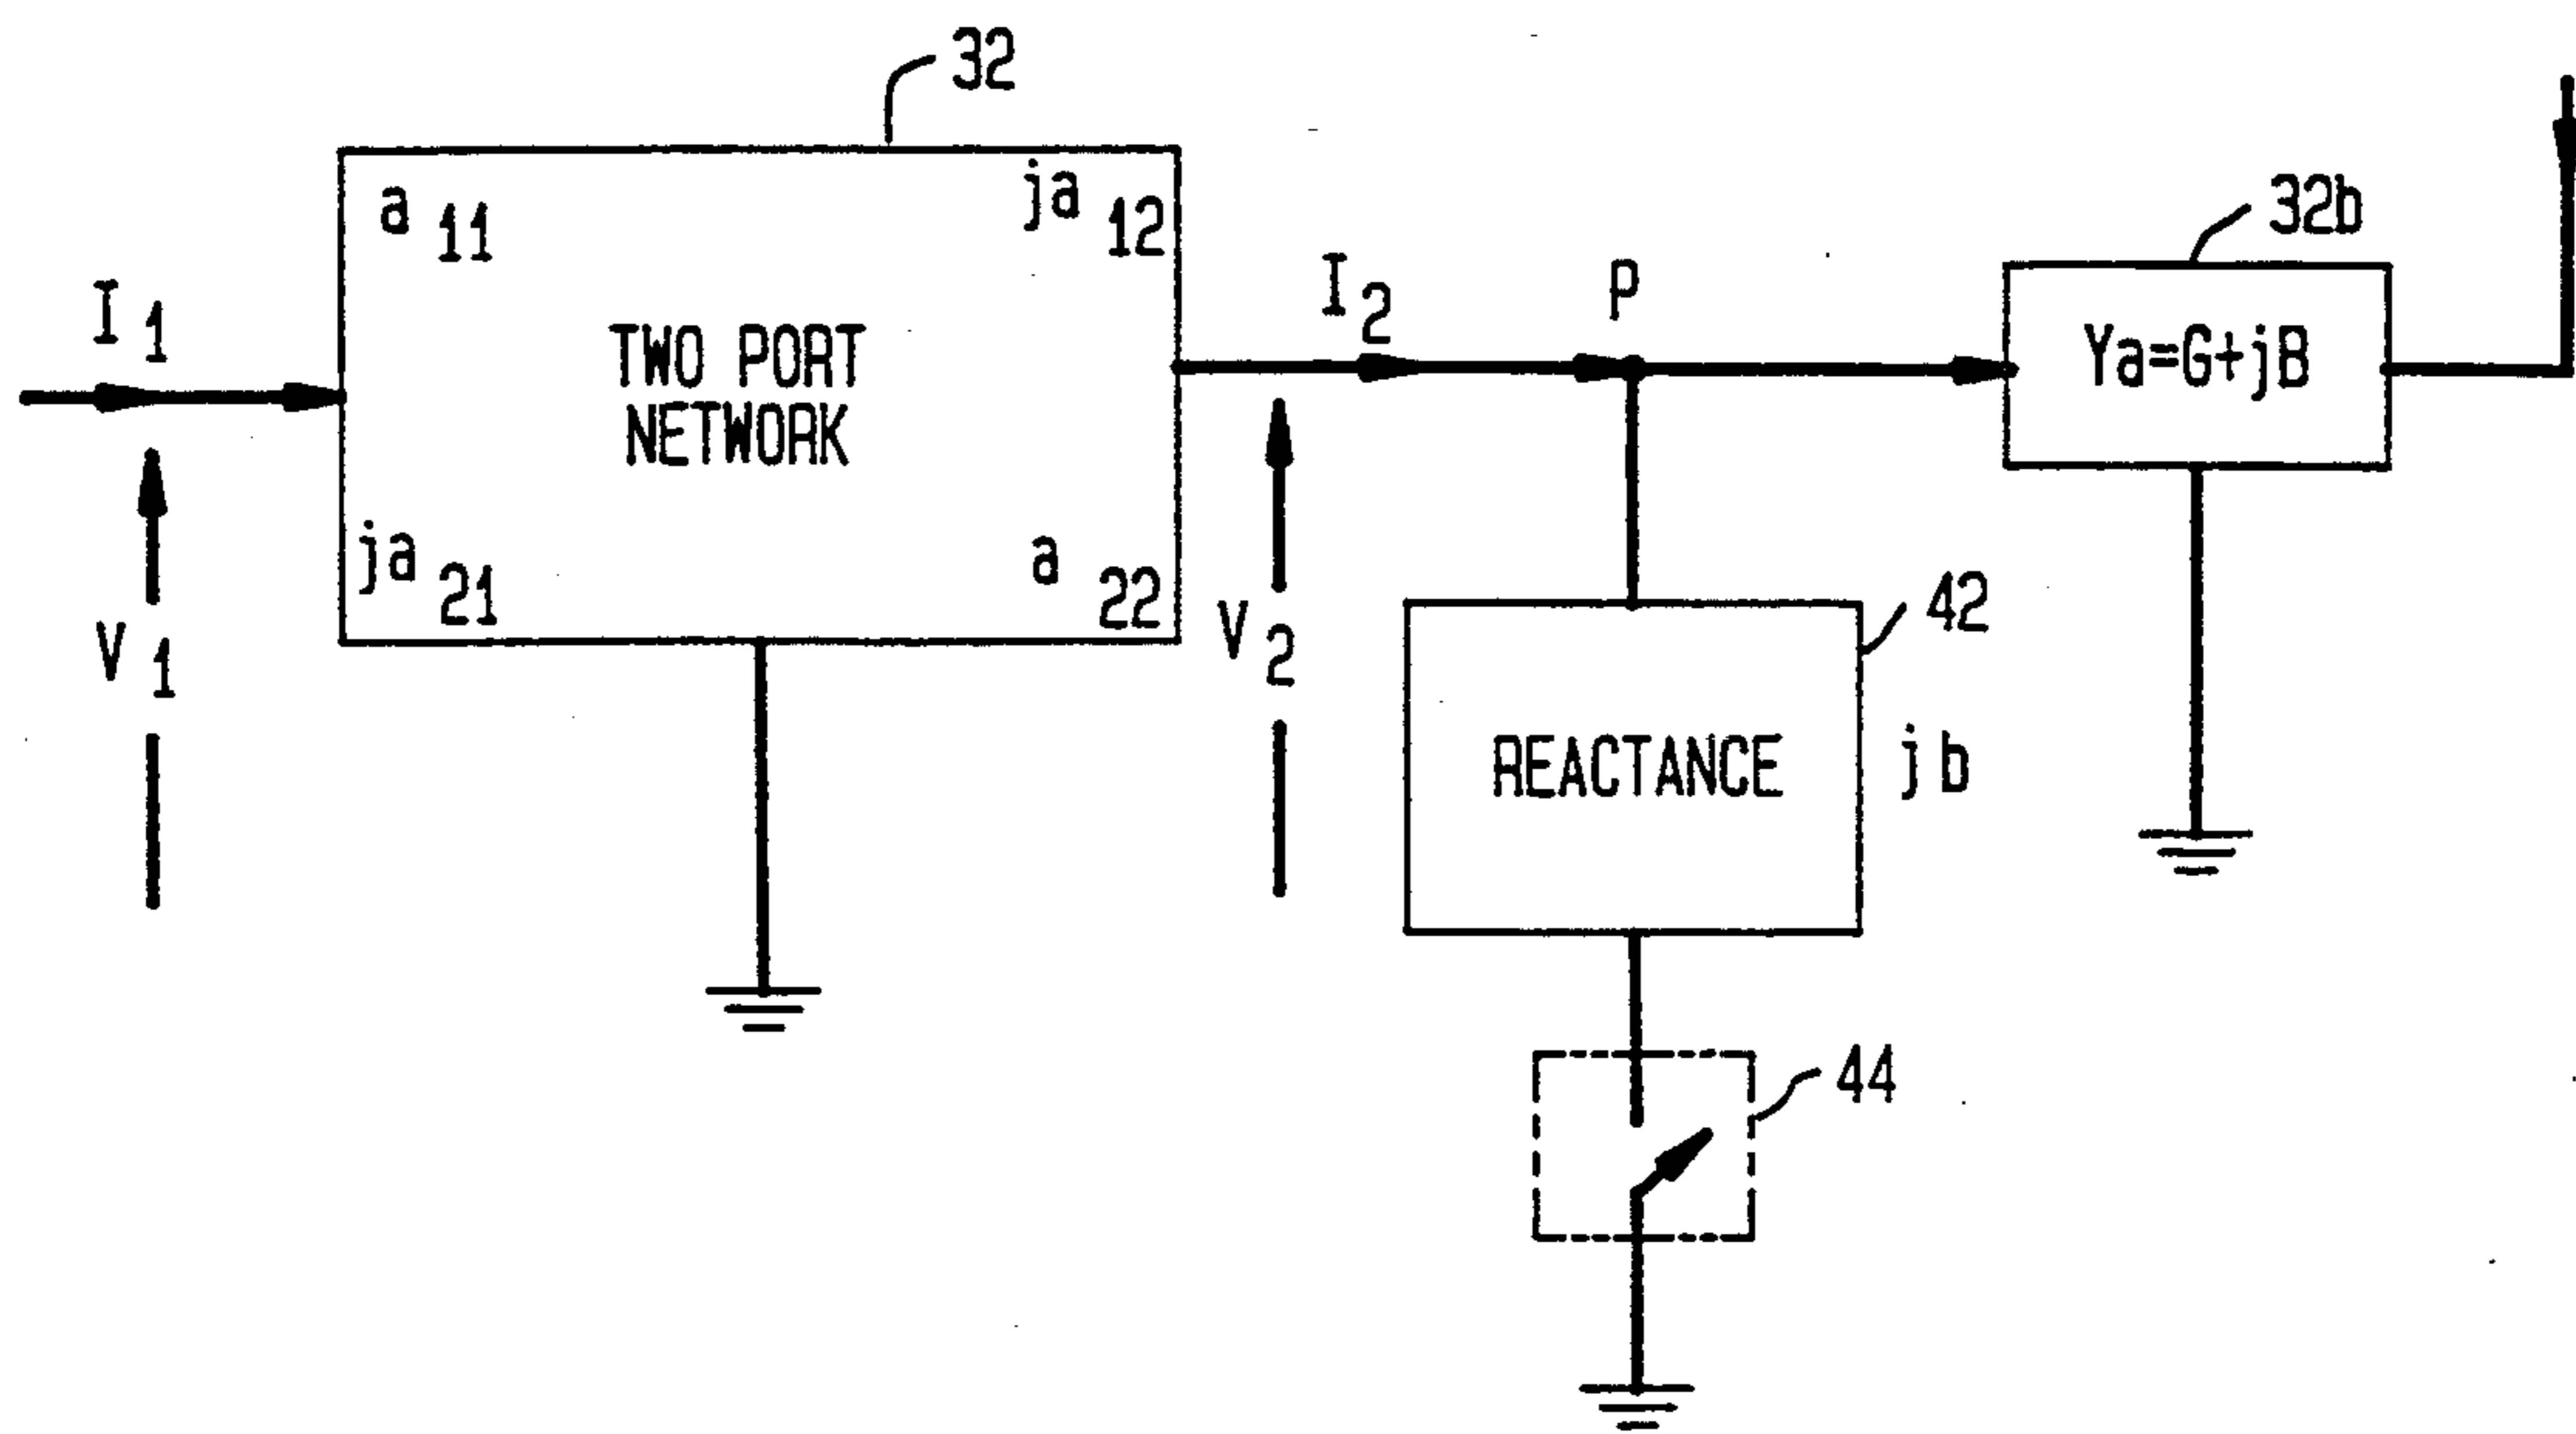 32
a 11
ja 12
I 1
TWO PORT
NETWORK
ja 21
a 22
V 1
I 2
P
V 2
32b
Ya=G+jB
42
REACTANCE
jb
44